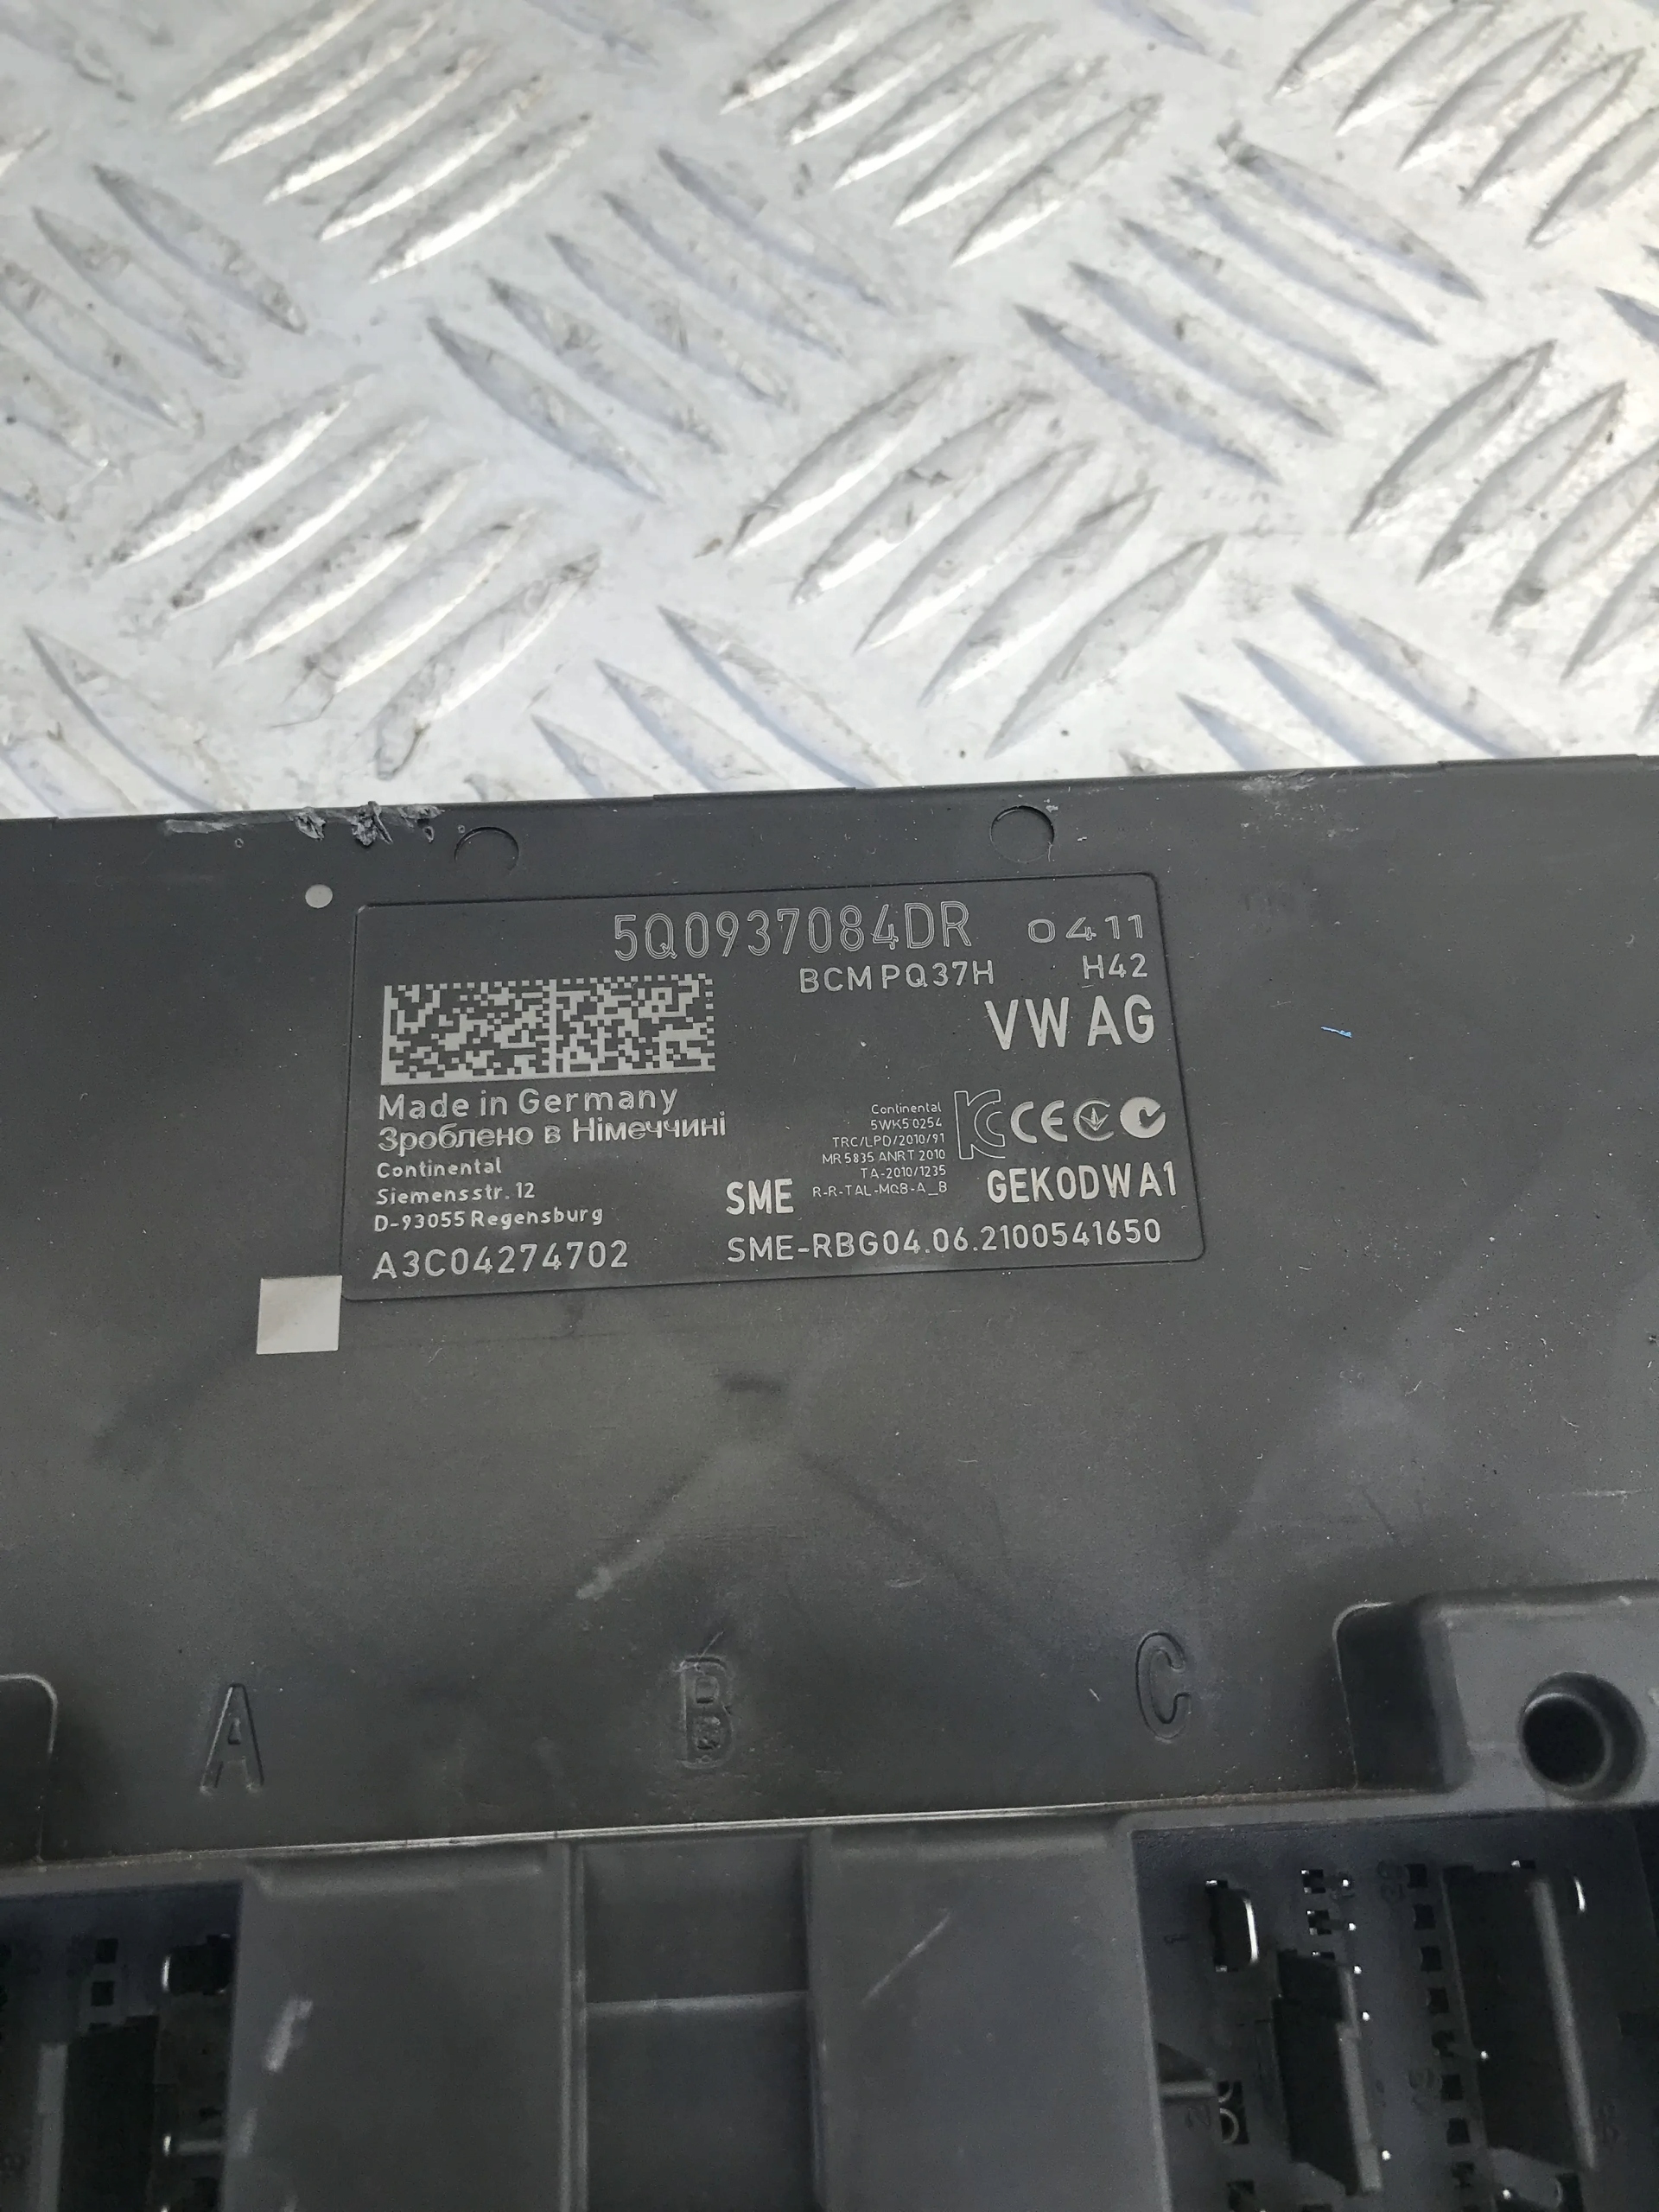 5Q0937084DR 0411
BCM PQ37H H42
VW AG
Made in Germany
Зроблено в Німеччині
Continental
Siemensstr. 12
D-93055 Regensburg
A3C04274702
Continental
5WK50254
TRC/LPD/2010/91
MR 5835 ANRT 2010
TA-2010/1235
R-R-TAL-MQB-A_B
CE
SME GEK0DWA1
SME-RBG04.06.2100541650
A B C